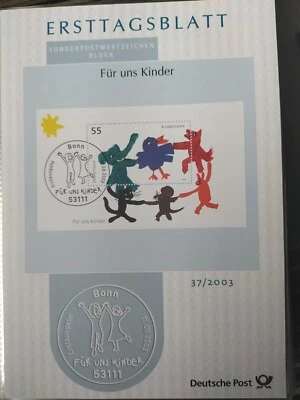 ERSTTAGSBLATT
SONDERPOSTWERTZEICHEN
BLOCK
Für uns Kinder
55
Bonn
FÜR UNS KINDER
53111
Für uns Kinder
37/2003
Bonn
FÜR UNS KINDER
53111
Deutsche Post